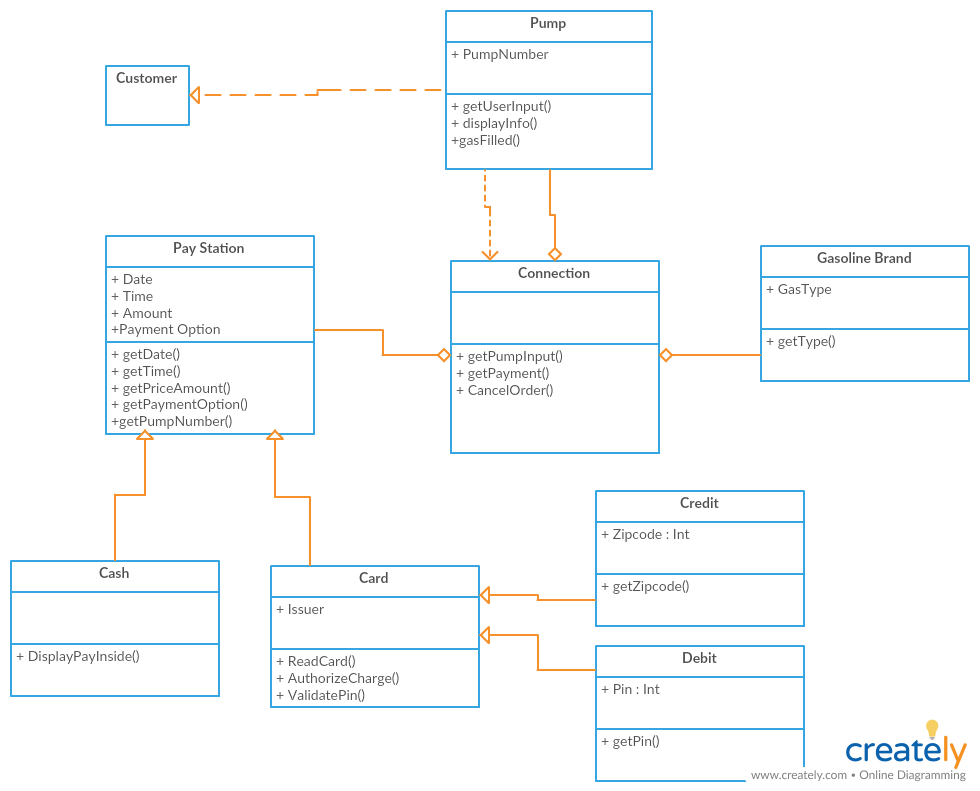 Pump
+ PumpNumber
+ getUserInput()
+ displayInfo()
+gasFilled()
Customer
Pay Station
+ Date
+ Time
+ Amount
+Payment Option
+ getDate()
+ getTime()
+ getPriceAmount()
+ getPaymentOption()
+getPumpNumber()
Connection
+ getPumpInput()
+ getPayment()
+ CancelOrder()
Gasoline Brand
+ GasType
+ getType()
Cash
+ DisplayPayInside()
Card
+ Issuer
+ ReadCard()
+ AuthorizeCharge()
+ ValidatePin()
Credit
+ Zipcode : Int
+ getZipcode()
Debit
+ Pin : Int
+ getPin()
creately
www.creately.com • Online Diagramming